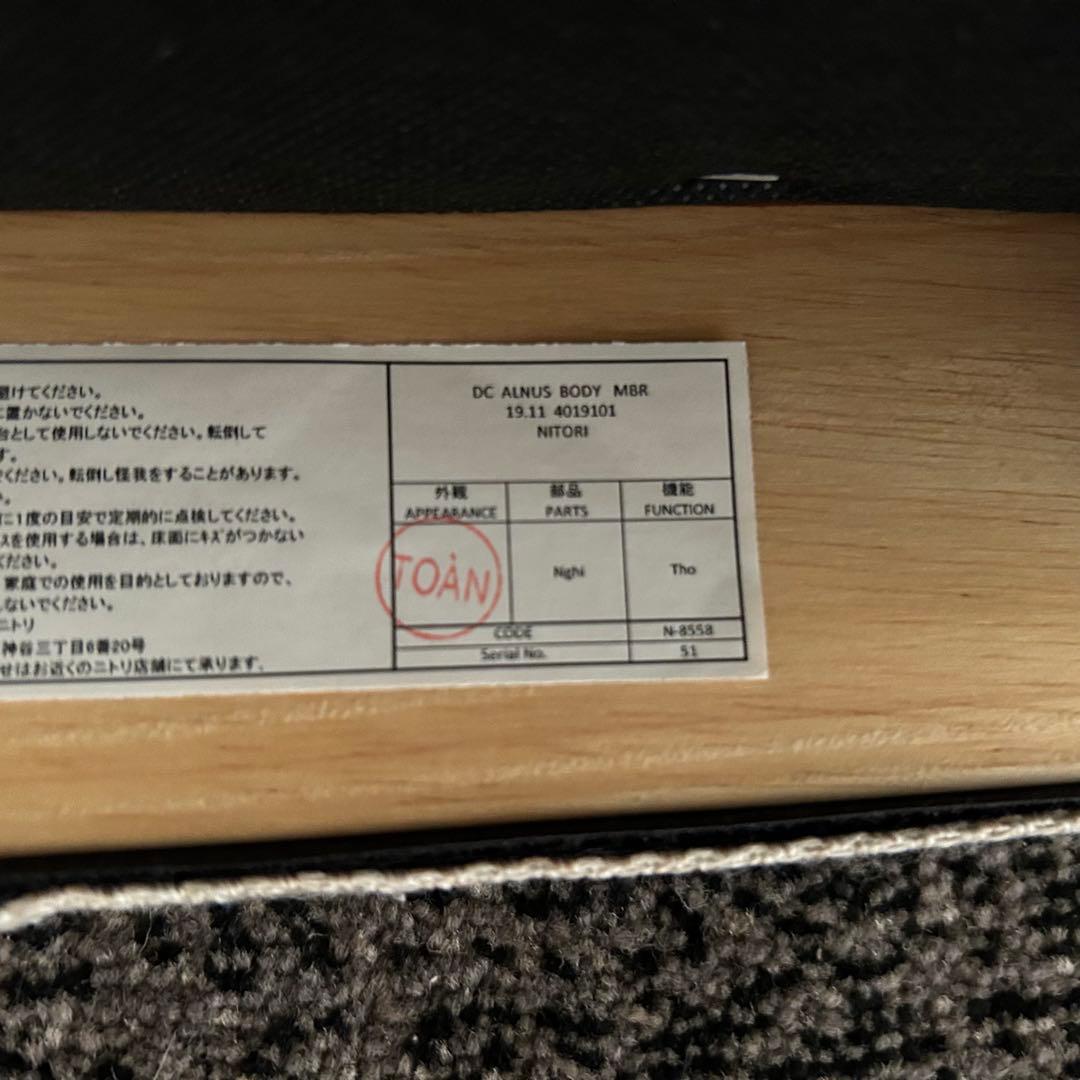 避けてください。
に置かないでください。
台として使用しないでください。転倒して
す。
ください。転倒し怪我をすることがあります。
い。
に1度の目安で定期的に点検してください。
スを使用する場合は、床面にキズがつかない
ください。
家庭での使用を目的としておりますので、
しないでください。
ニトリ
神谷三丁目6番20号
せはお近くのニトリ店舗にて承ります。
DC ALNUS BODY MBR
19.11 4019101
NITORI
外観 部品 機能
APPEARANCE PARTS FUNCTION
TOÀN Nghi Tho
CODE N-8558
Serial No. 51